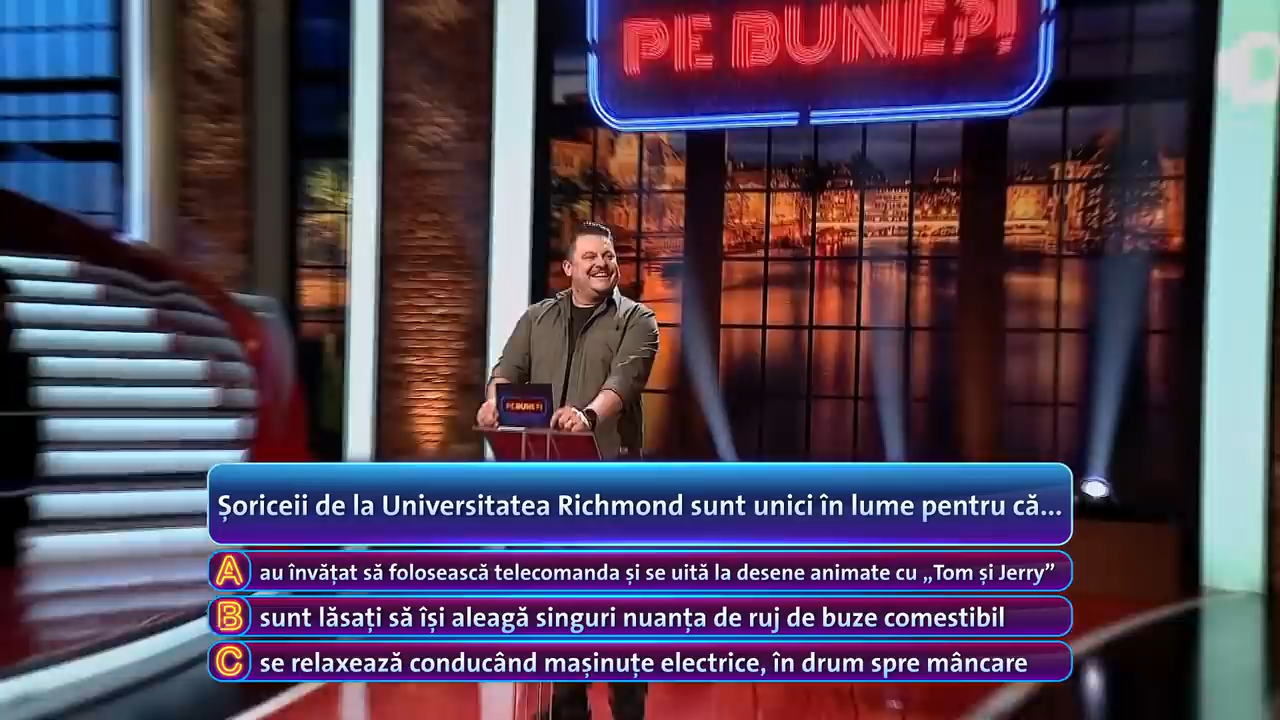 PE BUNE?!
PE BUNE?!
Șoriceii de la Universitatea Richmond sunt unici în lume pentru că...
A au învățat să folosească telecomanda și se uită la desene animate cu „Tom și Jerry”
B sunt lăsați să își aleagă singuri nuanța de ruj de buze comestibil
C se relaxează conducând mașinuțe electrice, în drum spre mâncare